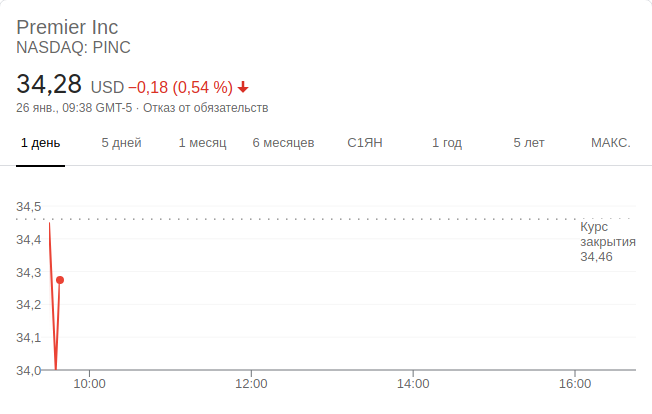 Premier Inc
NASDAQ: PINC
34,28 USD −0,18 (0,54 %)
26 янв., 09:38 GMT-5 · Отказ от обязательств
1 день 5 дней 1 месяц 6 месяцев С1ЯН 1 год 5 лет МАКС.
34,5
Курс
34,4
закрытия
34,46
34,3
34,2
34,1
34,0
10:00 12:00 14:00 16:00